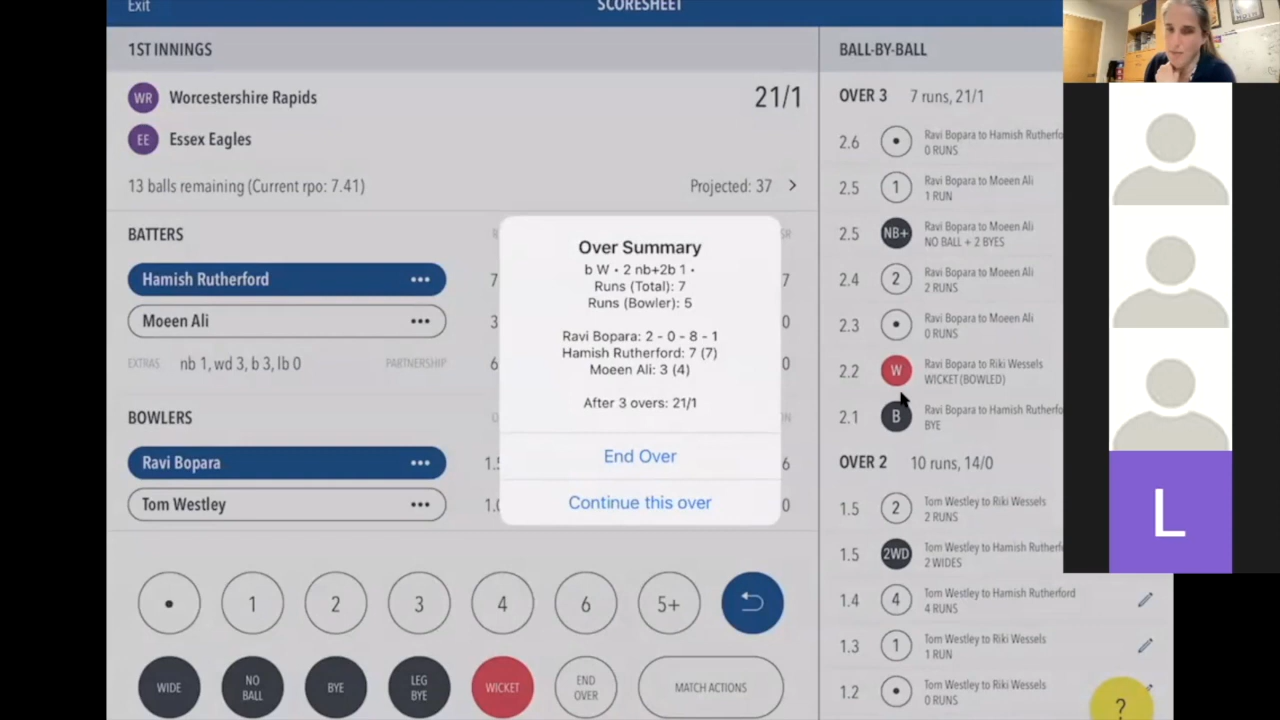 Exit
SCORESHEET
1ST INNINGS
WR Worcestershire Rapids
21/1
EE Essex Eagles
13 balls remaining (Current rpo: 7.41)
Projected: 37
BATTERS
Hamish Rutherford
7
7
Moeen Ali
3
0
EXTRAS nb 1, wd 3, b 3, lb 0
PARTNERSHIP
6
BOWLERS
Ravi Bopara
1.5
6
Tom Westley
1.0
0
Over Summary
b W • 2 nb+2b 1 •
Runs (Total): 7
Runs (Bowler): 5
Ravi Bopara: 2 - 0 - 8 - 1
Hamish Rutherford: 7 (7)
Moeen Ali: 3 (4)
After 3 overs: 21/1
End Over
Continue this over
• 1 2 3 4 6 5+
WIDE
NO BALL
BYE
LEG BYE
WICKET
END OVER
MATCH ACTIONS
BALL-BY-BALL
OVER 3 7 runs, 21/1
2.6 • Ravi Bopara to Hamish Rutherfo
0 RUNS
2.5 1 Ravi Bopara to Moeen Ali
1 RUN
2.5 NB+ Ravi Bopara to Moeen Ali
NO BALL + 2 BYES
2.4 2 Ravi Bopara to Moeen Ali
2 RUNS
2.3 • Ravi Bopara to Moeen Ali
0 RUNS
2.2 W Ravi Bopara to Riki Wessels
WICKET (BOWLED)
2.1 B Ravi Bopara to Hamish Rutherfo
BYE
OVER 2 10 runs, 14/0
1.5 2 Tom Westley to Riki Wessels
2 RUNS
1.5 2WD Tom Westley to Hamish Rutherf
2 WIDES
1.4 4 Tom Westley to Hamish Rutherford
4 RUNS
1.3 1 Tom Westley to Riki Wessels
1 RUN
1.2 • Tom Westley to Riki Wessels
0 RUNS
?
L